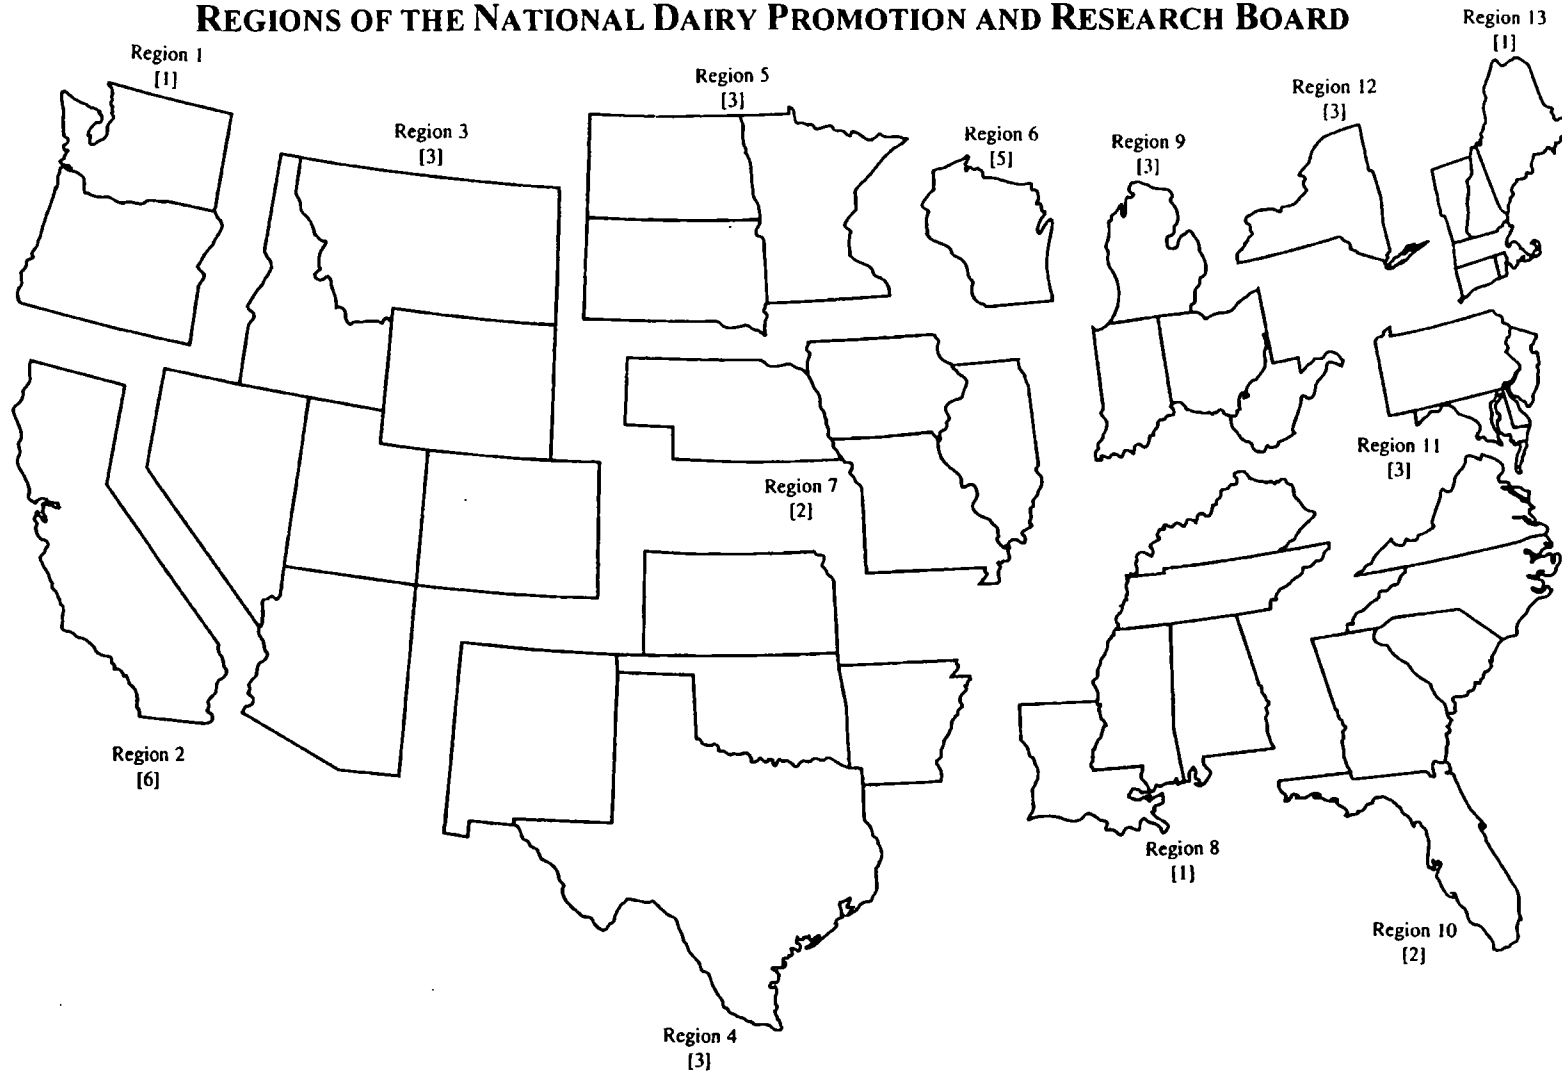 REGIONS OF THE NATIONAL DAIRY PROMOTION AND RESEARCH BOARD
Region 1
[1]
Region 2
[6]
Region 3
[3]
Region 4
[3]
Region 5
[3]
Region 6
[5]
Region 7
[2]
Region 8
[1]
Region 9
[3]
Region 10
[2]
Region 11
[3]
Region 12
[3]
Region 13
[1]